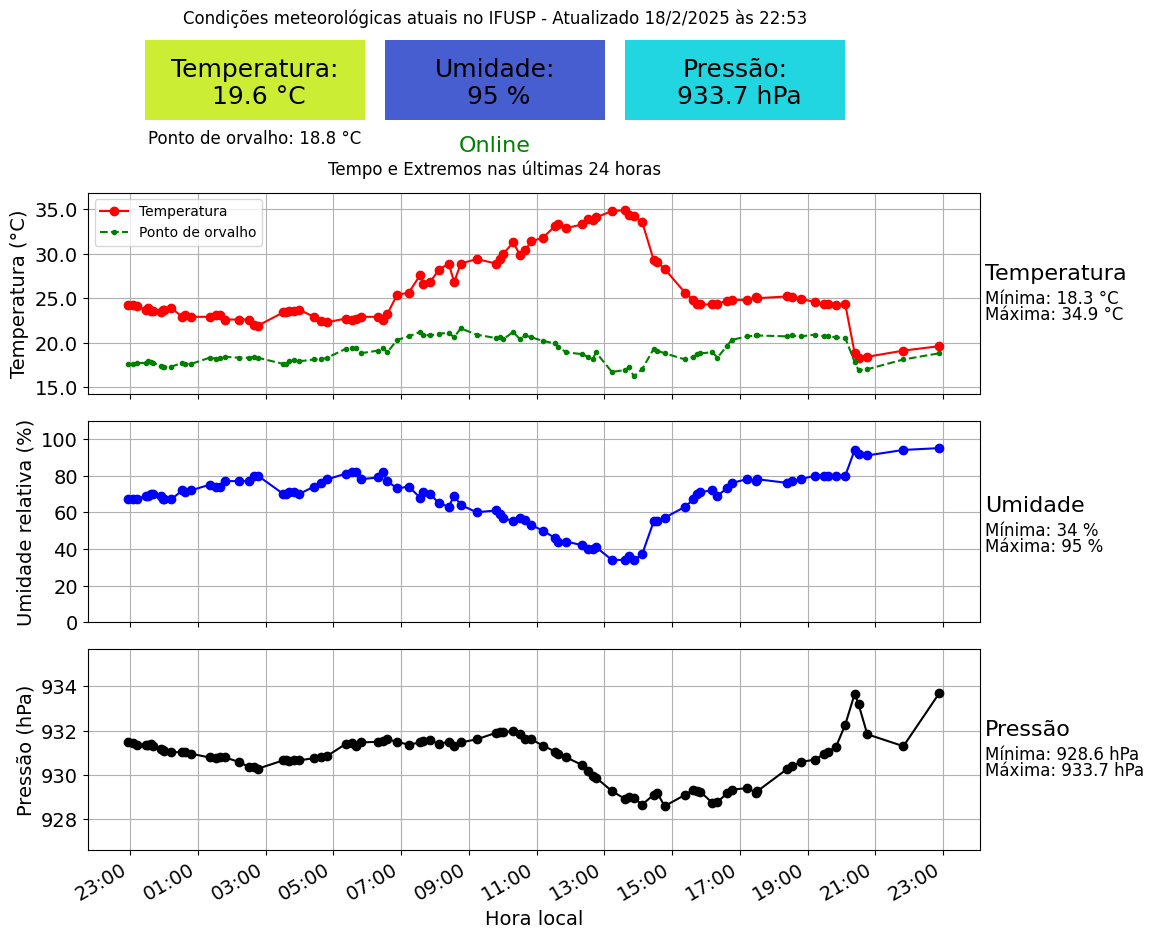 Condições meteorológicas atuais no IFUSP - Atualizado 18/2/2025 às 22:53
Temperatura:
19.6 °C
Umidade:
95 %
Pressão:
933.7 hPa
Ponto de orvalho: 18.8 °C
Online
Tempo e Extremos nas últimas 24 horas
Temperatura (°C)
35.0
30.0
25.0
20.0
15.0
Temperatura
Ponto de orvalho
Temperatura
Mínima: 18.3 °C
Máxima: 34.9 °C
Umidade relativa (%)
100
80
60
40
20
0
Umidade
Mínima: 34 %
Máxima: 95 %
Pressão (hPa)
934
932
930
928
Pressão
Mínima: 928.6 hPa
Máxima: 933.7 hPa
23:00 01:00 03:00 05:00 07:00 09:00 11:00 13:00 15:00 17:00 19:00 21:00 23:00
Hora local